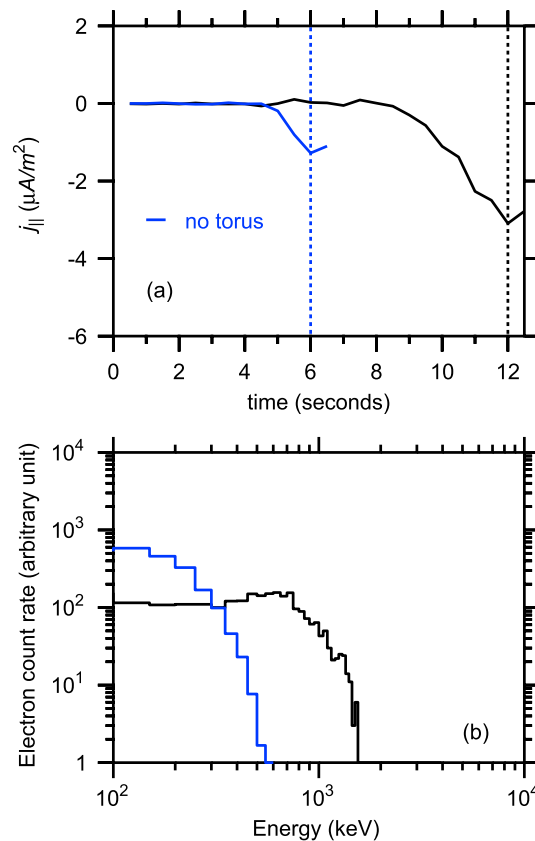 2
0
-2
-4
-6
j|| (μA/m²)
no torus
(a)
0 2 4 6 8 10 12
time (seconds)
10⁴
10³
10²
10¹
1
Electron count rate (arbitrary unit)
(b)
10² 10³ 10⁴
Energy (keV)